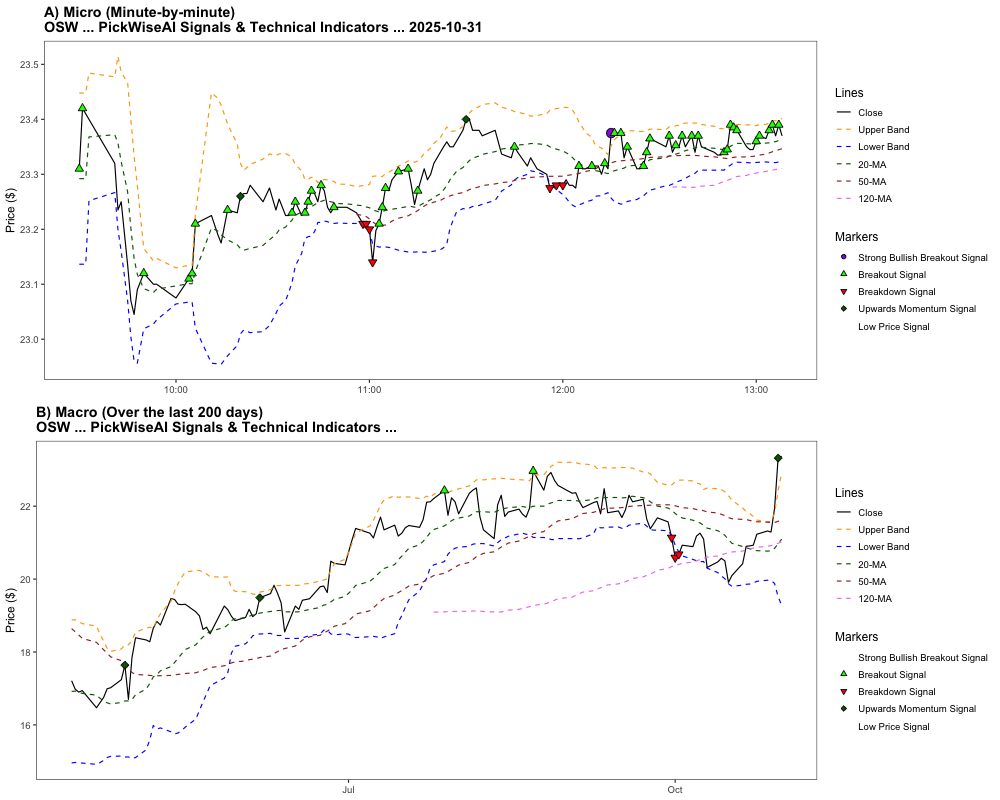 A) Micro (Minute-by-minute)
OSW ... PickWiseAI Signals & Technical Indicators ... 2025-10-31
Price ($)
23.5
23.4
23.3
23.2
23.1
23.0
10:00
11:00
12:00
13:00
Lines
Close
Upper Band
Lower Band
20-MA
50-MA
120-MA
Markers
Strong Bullish Breakout Signal
Breakout Signal
Breakdown Signal
Upwards Momentum Signal
Low Price Signal
B) Macro (Over the last 200 days)
OSW ... PickWiseAI Signals & Technical Indicators ...
Price ($)
22
20
18
16
Jul
Oct
Lines
Close
Upper Band
Lower Band
20-MA
50-MA
120-MA
Markers
Strong Bullish Breakout Signal
Breakout Signal
Breakdown Signal
Upwards Momentum Signal
Low Price Signal